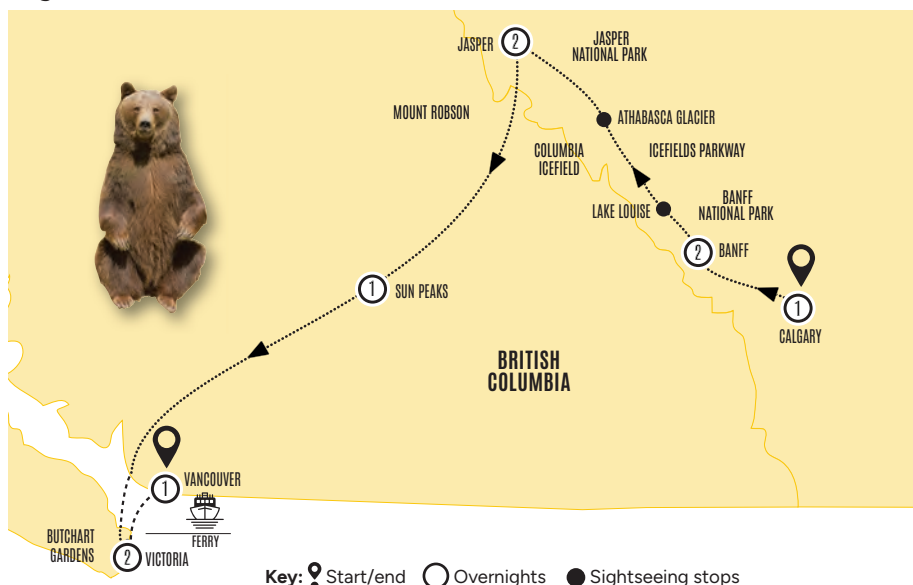 JASPER
2
JASPER
NATIONAL PARK
MOUNT ROBSON
ATHABASCA GLACIER
COLUMBIA
ICEFIELD
ICEFIELDS PARKWAY
BANFF
NATIONAL PARK
LAKE LOUISE
2
BANFF
1
SUN PEAKS
1
CALGARY
BRITISH
COLUMBIA
1
VANCOUVER
FERRY
BUTCHART
GARDENS
2
VICTORIA
Key: Start/end Overnights Sightseeing stops